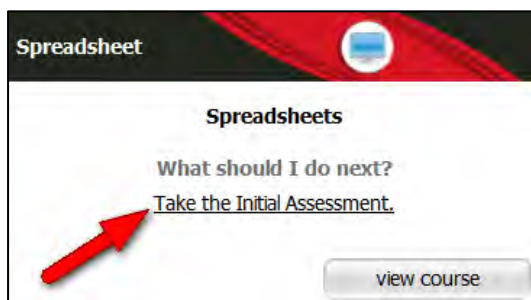 Spreadsheet
Spreadsheets
What should I do next?
Take the Initial Assessment.
view course